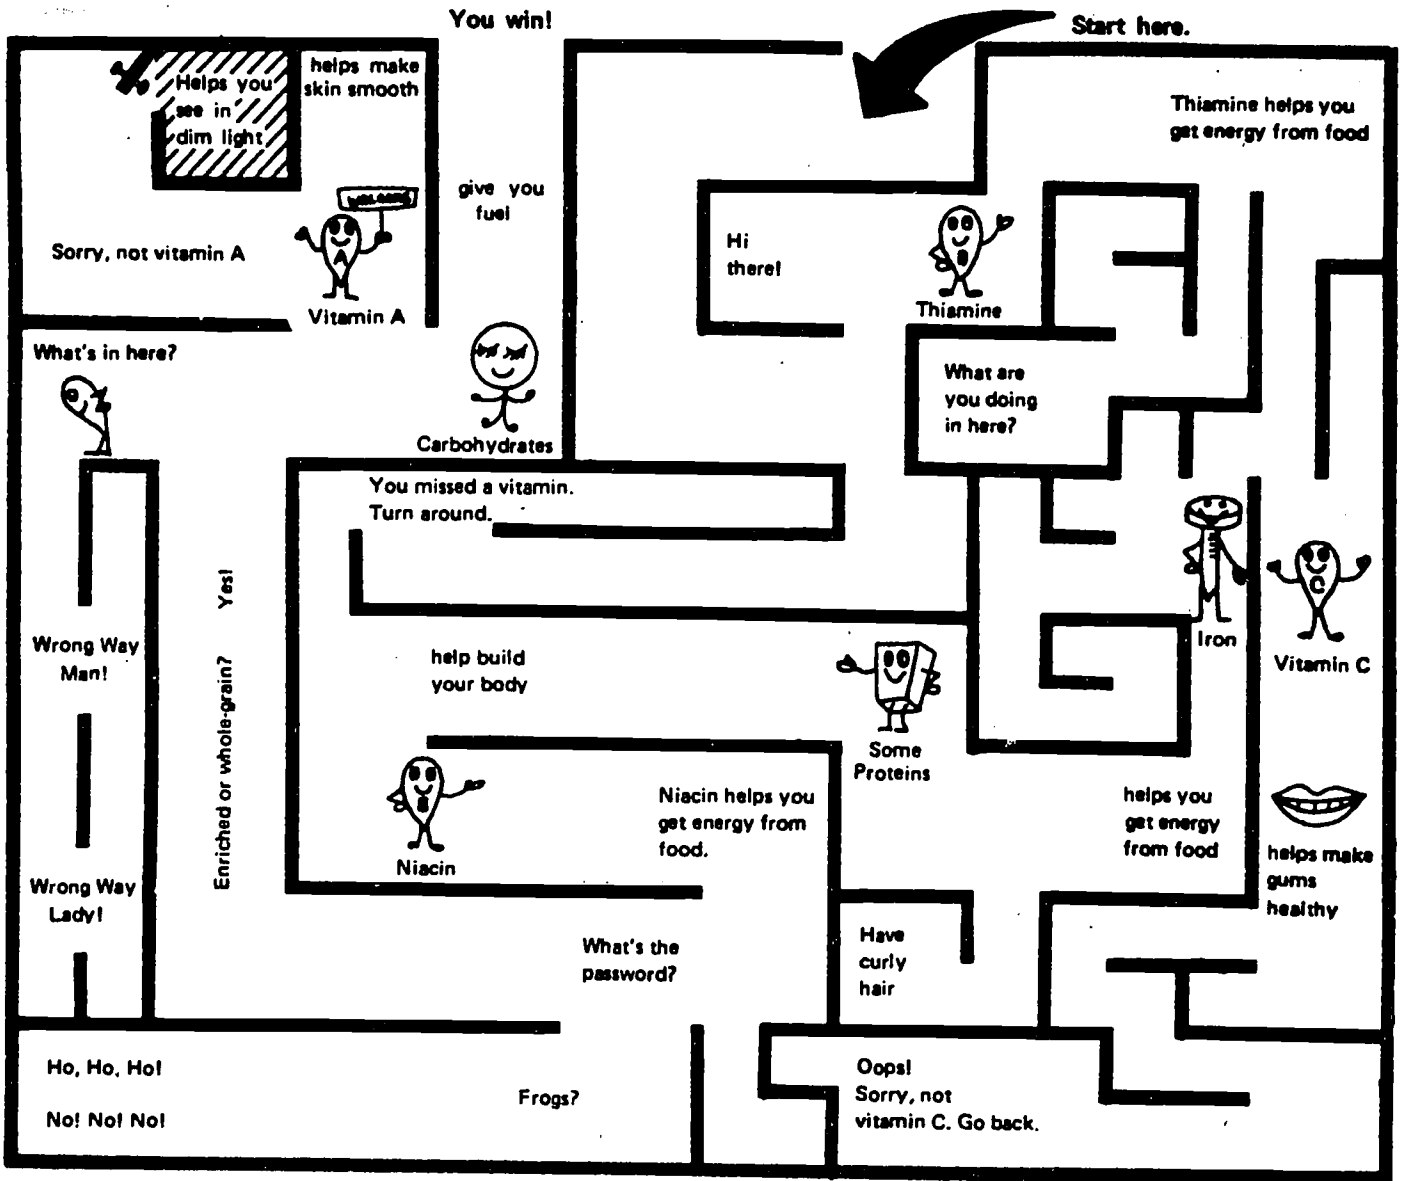 You win!
Start here.
Helps you
see in
dim light
helps make
skin smooth
Thiamine helps you
get energy from food
give you
fuel
WELCOME
A
Sorry, not vitamin A
Vitamin A
Hi
there!
B
Thiamine
What's in here?
What are
you doing
in here?
Carbohydrates
You missed a vitamin.
Turn around.
Enriched or whole-grain? Yes!
Wrong Way
Man!
help build
your body
Iron
C
Vitamin C
Some
Proteins
B
Niacin
Niacin helps you
get energy from
food.
helps you
get energy
from food
helps make
gums
healthy
Wrong Way
Lady!
What's the
password?
Have
curly
hair
Ho, Ho, Ho!
No! No! No!
Frogs?
Oops!
Sorry, not
vitamin C. Go back.